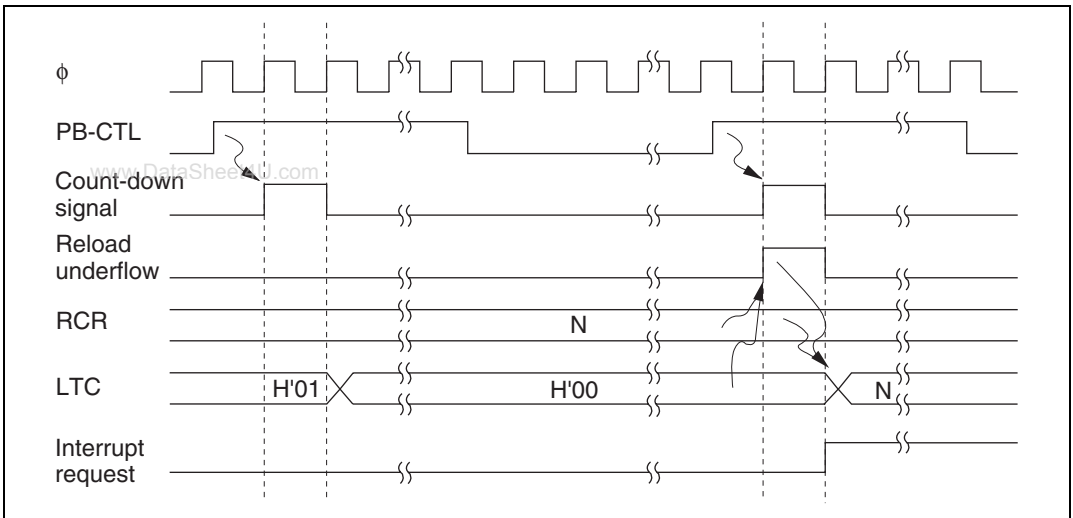 ϕ
PB-CTL
www.DataSheet4U.com
Count-down
signal
Reload
underflow
RCR
N
LTC
H'01
H'00
N
Interrupt
request